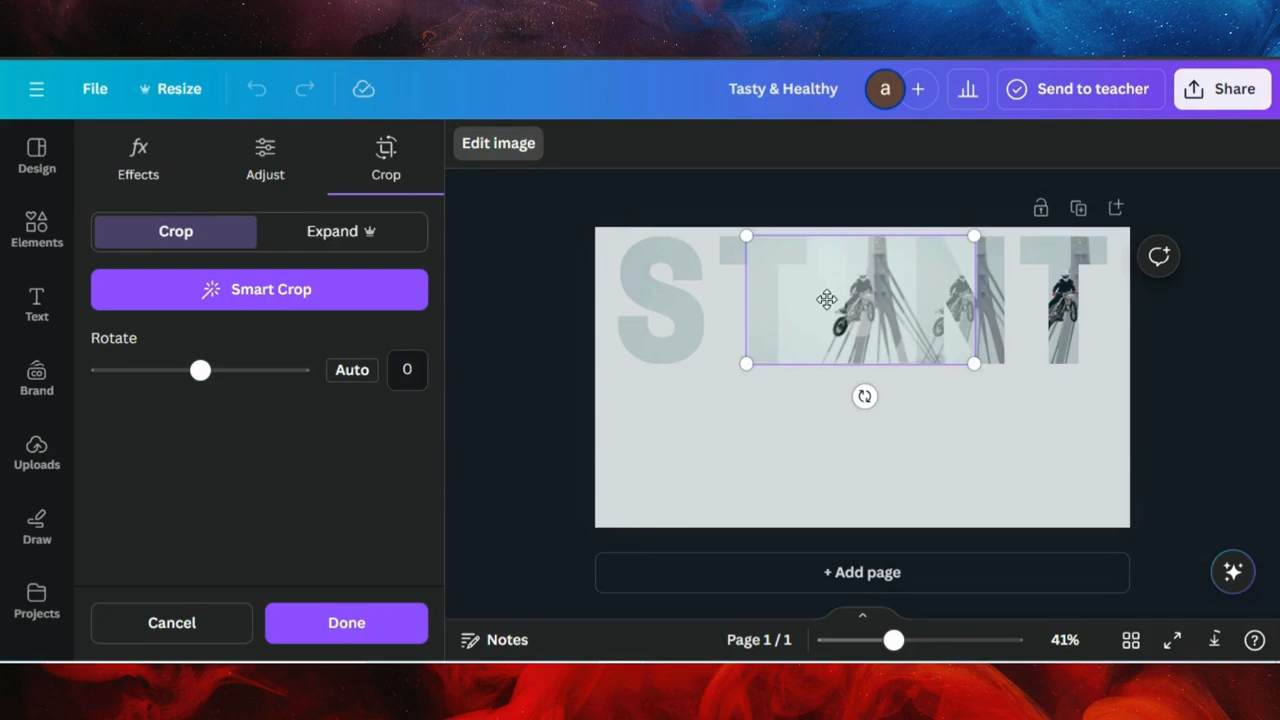 File
Resize
Tasty & Healthy
a
Send to teacher
Share
Design
Elements
Text
Brand
Uploads
Draw
Projects
fx
Effects
Adjust
Crop
Crop
Expand
Smart Crop
Rotate
Auto
0
Cancel
Done
Edit image
STUNT
+ Add page
Notes
Page 1 / 1
41%